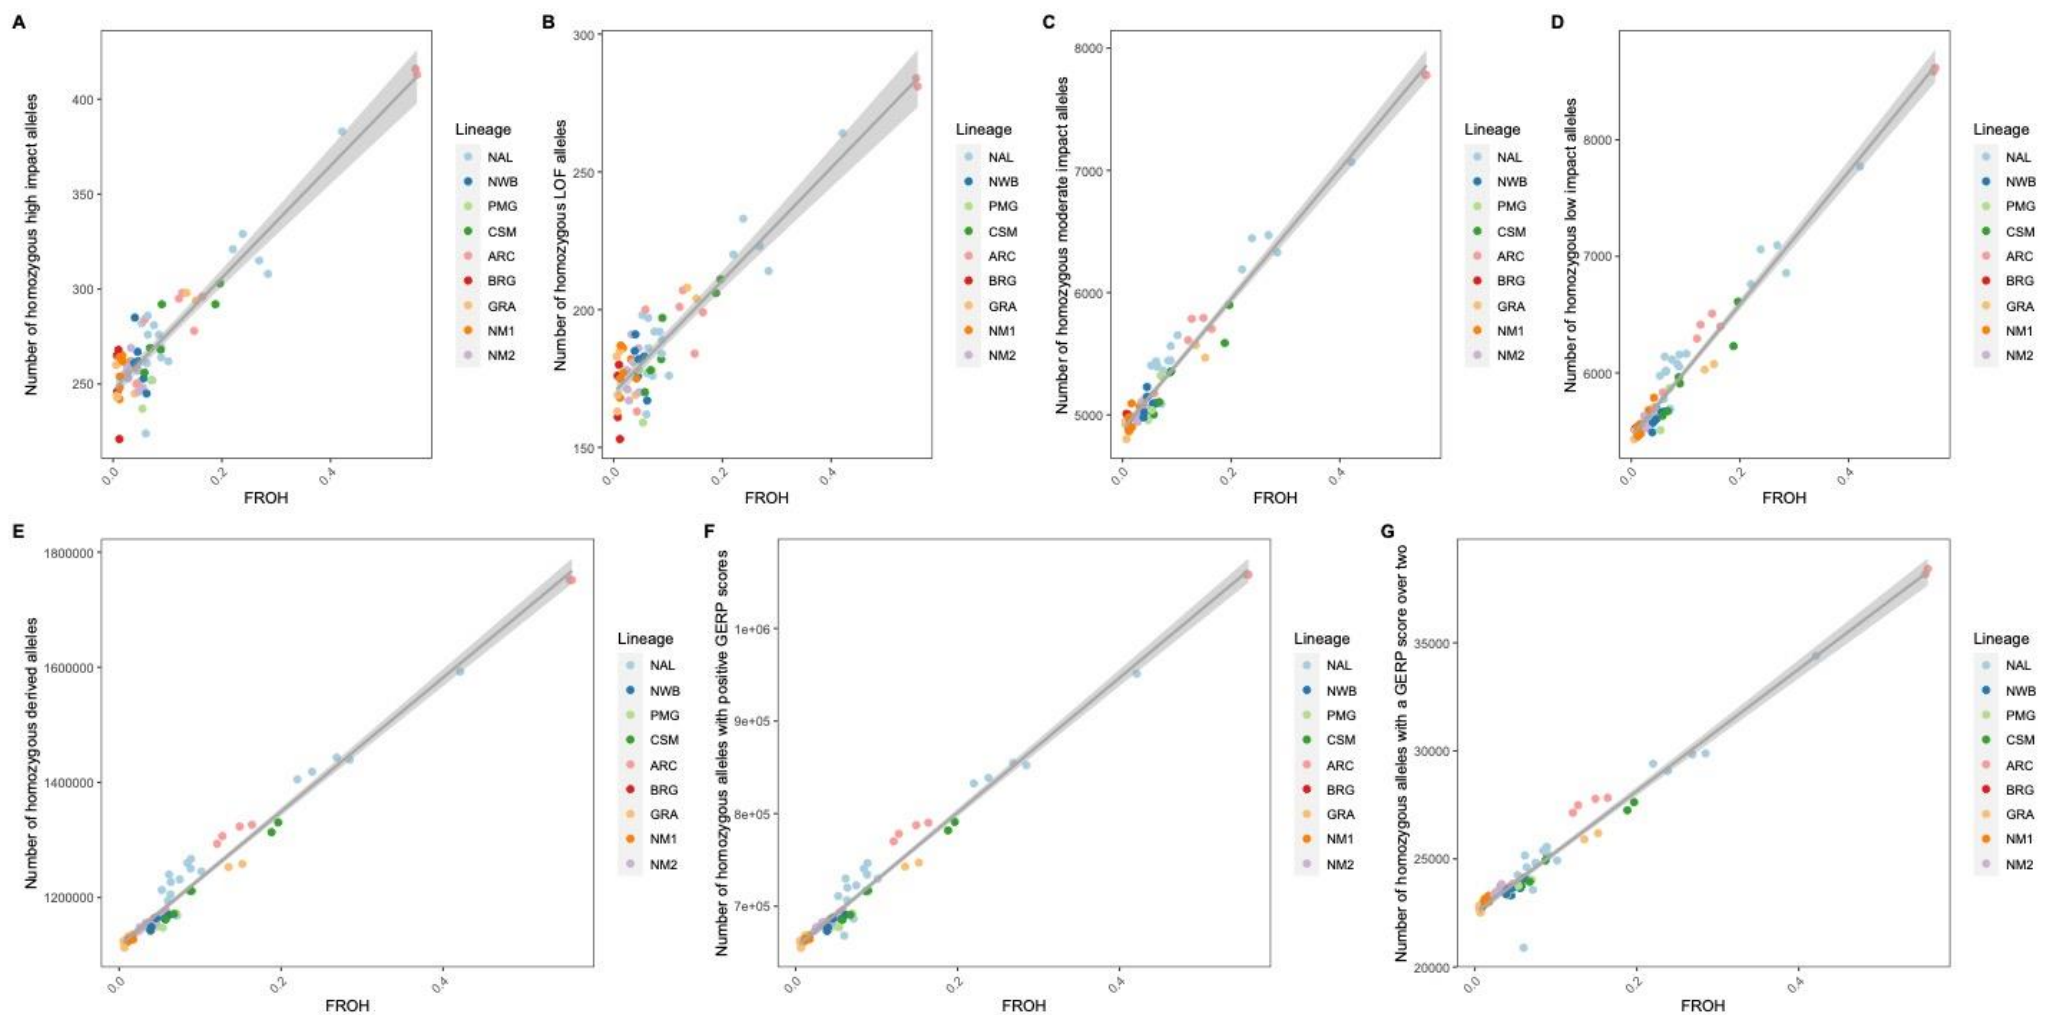 A
Number of homozygous high impact alleles
400
350
300
250
0.0
0.2
0.4
FROH
Lineage
NAL
NWB
PMG
CSM
ARC
BRG
GRA
NM1
NM2
B
Number of homozygous LOF alleles
300
250
200
150
0.0
0.2
0.4
FROH
Lineage
NAL
NWB
PMG
CSM
ARC
BRG
GRA
NM1
NM2
C
Number of homozygous moderate impact alleles
8000
7000
6000
5000
0.0
0.2
0.4
FROH
Lineage
NAL
NWB
PMG
CSM
ARC
BRG
GRA
NM1
NM2
D
Number of homozygous low impact alleles
8000
7000
6000
0.0
0.2
0.4
FROH
Lineage
NAL
NWB
PMG
CSM
ARC
BRG
GRA
NM1
NM2
E
Number of homozygous derived alleles
1800000
1600000
1400000
1200000
0.0
0.2
0.4
FROH
Lineage
NAL
NWB
PMG
CSM
ARC
BRG
GRA
NM1
NM2
F
Number of homozygous alleles with positive GERP scores
1e+06
9e+05
8e+05
7e+05
0.0
0.2
0.4
FROH
Lineage
NAL
NWB
PMG
CSM
ARC
BRG
GRA
NM1
NM2
G
Number of homozygous alleles with a GERP score over two
35000
30000
25000
20000
0.0
0.2
0.4
FROH
Lineage
NAL
NWB
PMG
CSM
ARC
BRG
GRA
NM1
NM2